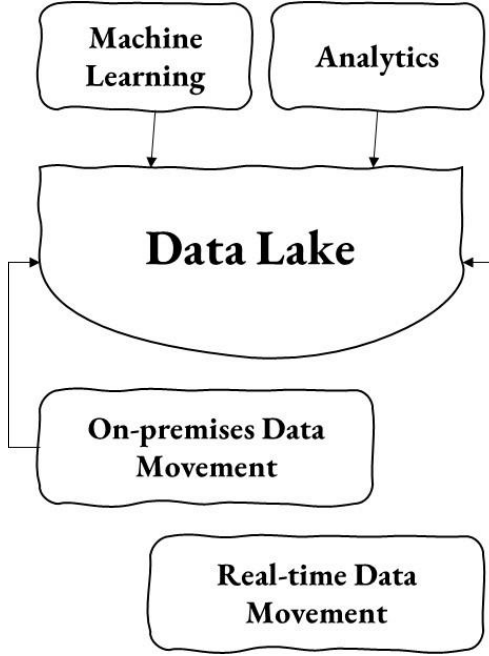 Machine
Learning
Analytics
Data Lake
On-premises Data
Movement
Real-time Data
Movement